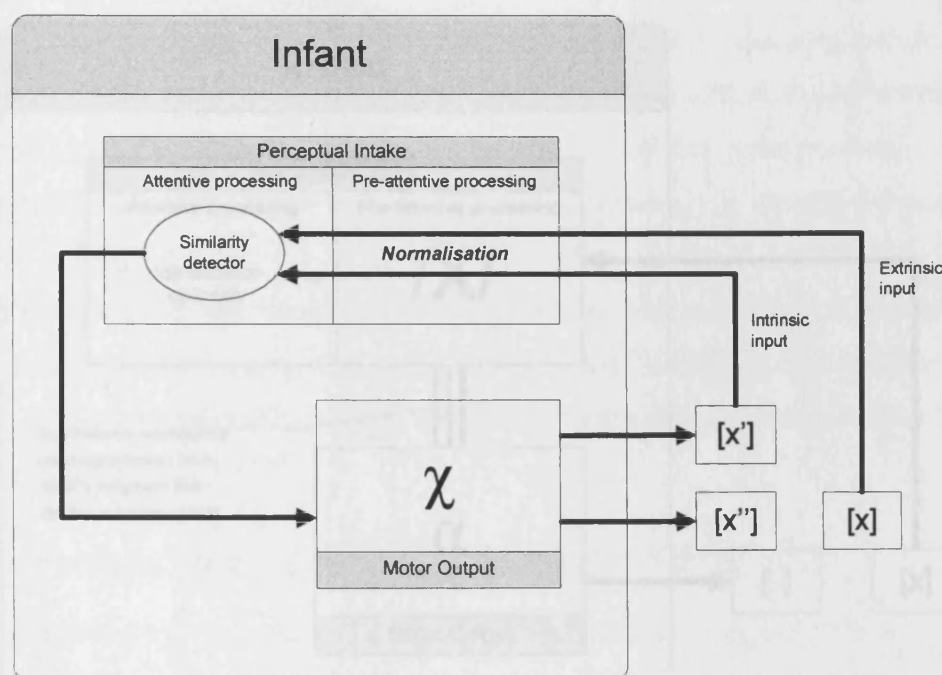 Infant
Perceptual Intake
Attentive processing
Pre-attentive processing
Similarity
detector
Normalisation
Extrinsic
input
Intrinsic
input
[x']
χ
[x'']
[x]
Motor Output